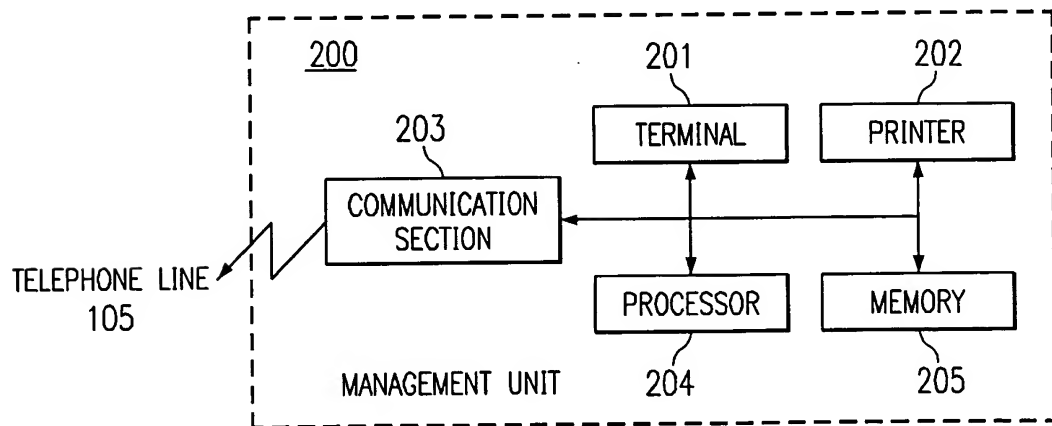 200
201
202
203
TERMINAL
PRINTER
COMMUNICATION
SECTION
TELEPHONE LINE
105
PROCESSOR
MEMORY
MANAGEMENT UNIT
204
205